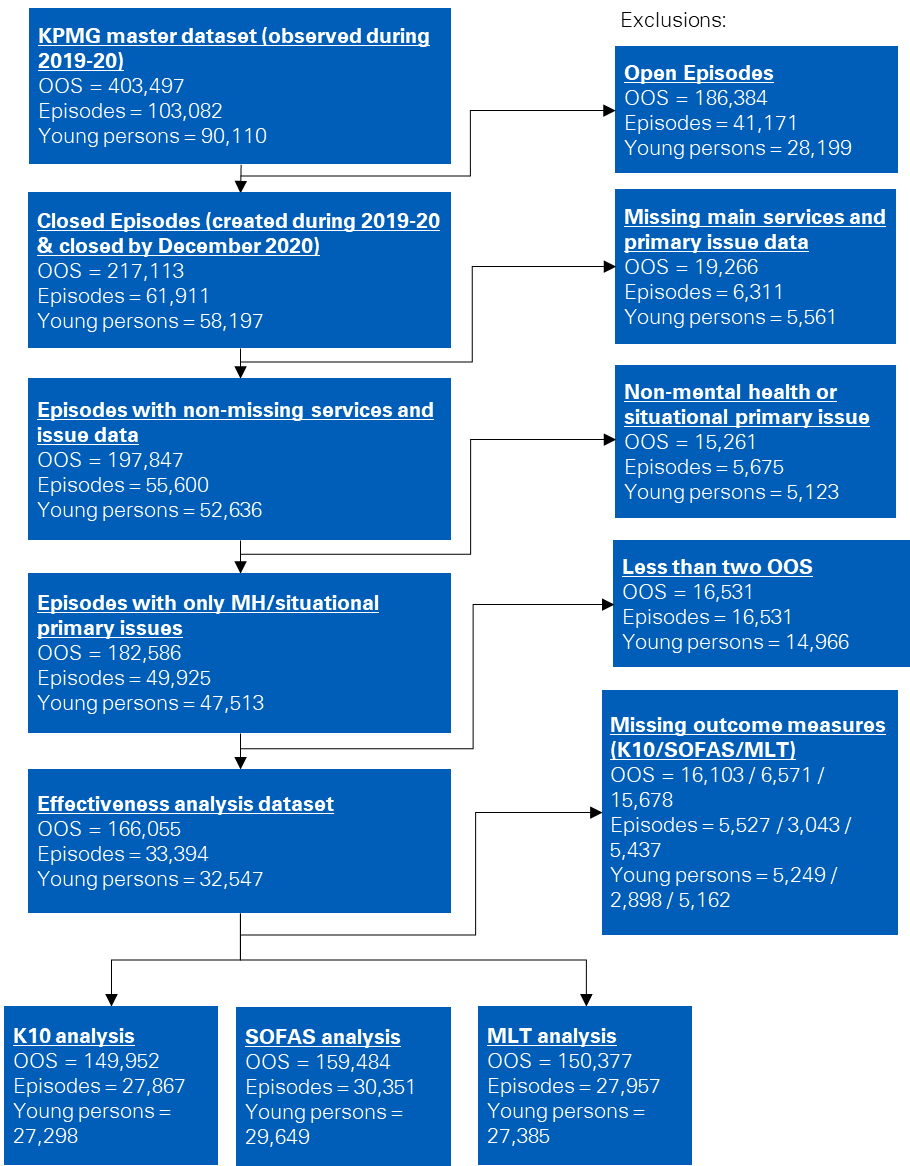 Exclusions:
KPMG master dataset (observed during
2019-20)
OOS = 403,497
Episodes = 103,082
Young persons = 90,110
Open Episodes
OOS = 186,384
Episodes = 41,171
Young persons = 28,199
Closed Episodes (created during 2019-20
& closed by December 2020)
OOS = 217,113
Episodes = 61,911
Young persons = 58,197
Missing main services and
primary issue data
OOS = 19,266
Episodes = 6,311
Young persons = 5,561
Episodes with non-missing services and
issue data
OOS = 197,847
Episodes = 55,600
Young persons = 52,636
Non-mental health or
situational primary issue
OOS = 15,261
Episodes = 5,675
Young persons = 5,123
Episodes with only MH/situational
primary issues
OOS = 182,586
Episodes = 49,925
Young persons = 47,513
Less than two OOS
OOS = 16,531
Episodes = 16,531
Young persons = 14,966
Effectiveness analysis dataset
OOS = 166,055
Episodes = 33,394
Young persons = 32,547
Missing outcome measures
(K10/SOFAS/MLT)
OOS = 16,103 / 6,571 /
15,678
Episodes = 5,527 / 3,043 /
5,437
Young persons = 5,249 /
2,898 / 5,162
K10 analysis
OOS = 149,952
Episodes = 27,867
Young persons =
27,298
SOFAS analysis
OOS = 159,484
Episodes = 30,351
Young persons =
29,649
MLT analysis
OOS = 150,377
Episodes = 27,957
Young persons =
27,385